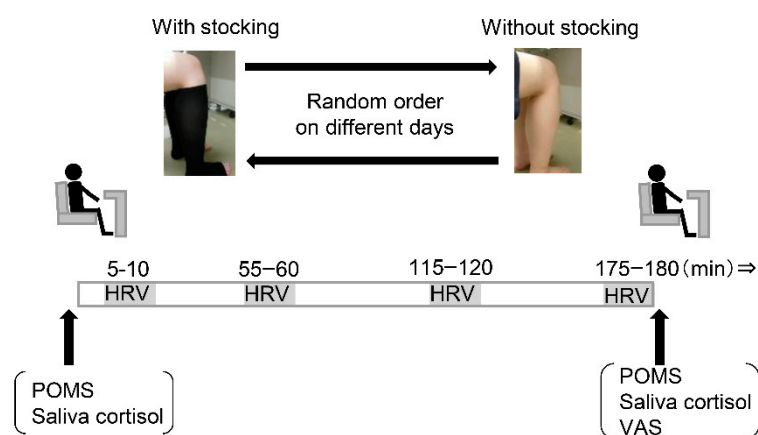 With stocking
Without stocking
Random order
on different days
5-10
55−60
115−120
175−180(min)⇒
HRV
HRV
HRV
HRV
POMS
Saliva cortisol
POMS
Saliva cortisol
VAS